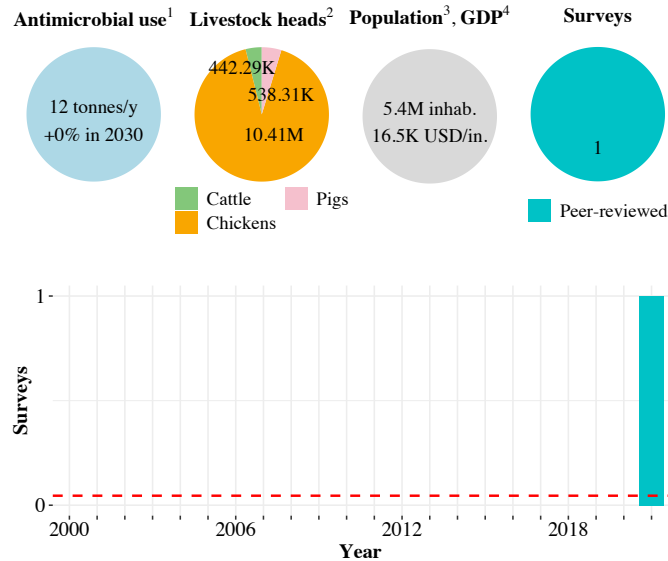 Antimicrobial use1
Livestock heads2
Population3, GDP4
Surveys
12 tonnes/y
+0% in 2030
442.29K
538.31K
10.41M
5.4M inhab.
16.5K USD/in.
1
Cattle
Pigs
Chickens
Peer-reviewed
1
0
Surveys
2000
2006
2012
2018
Year